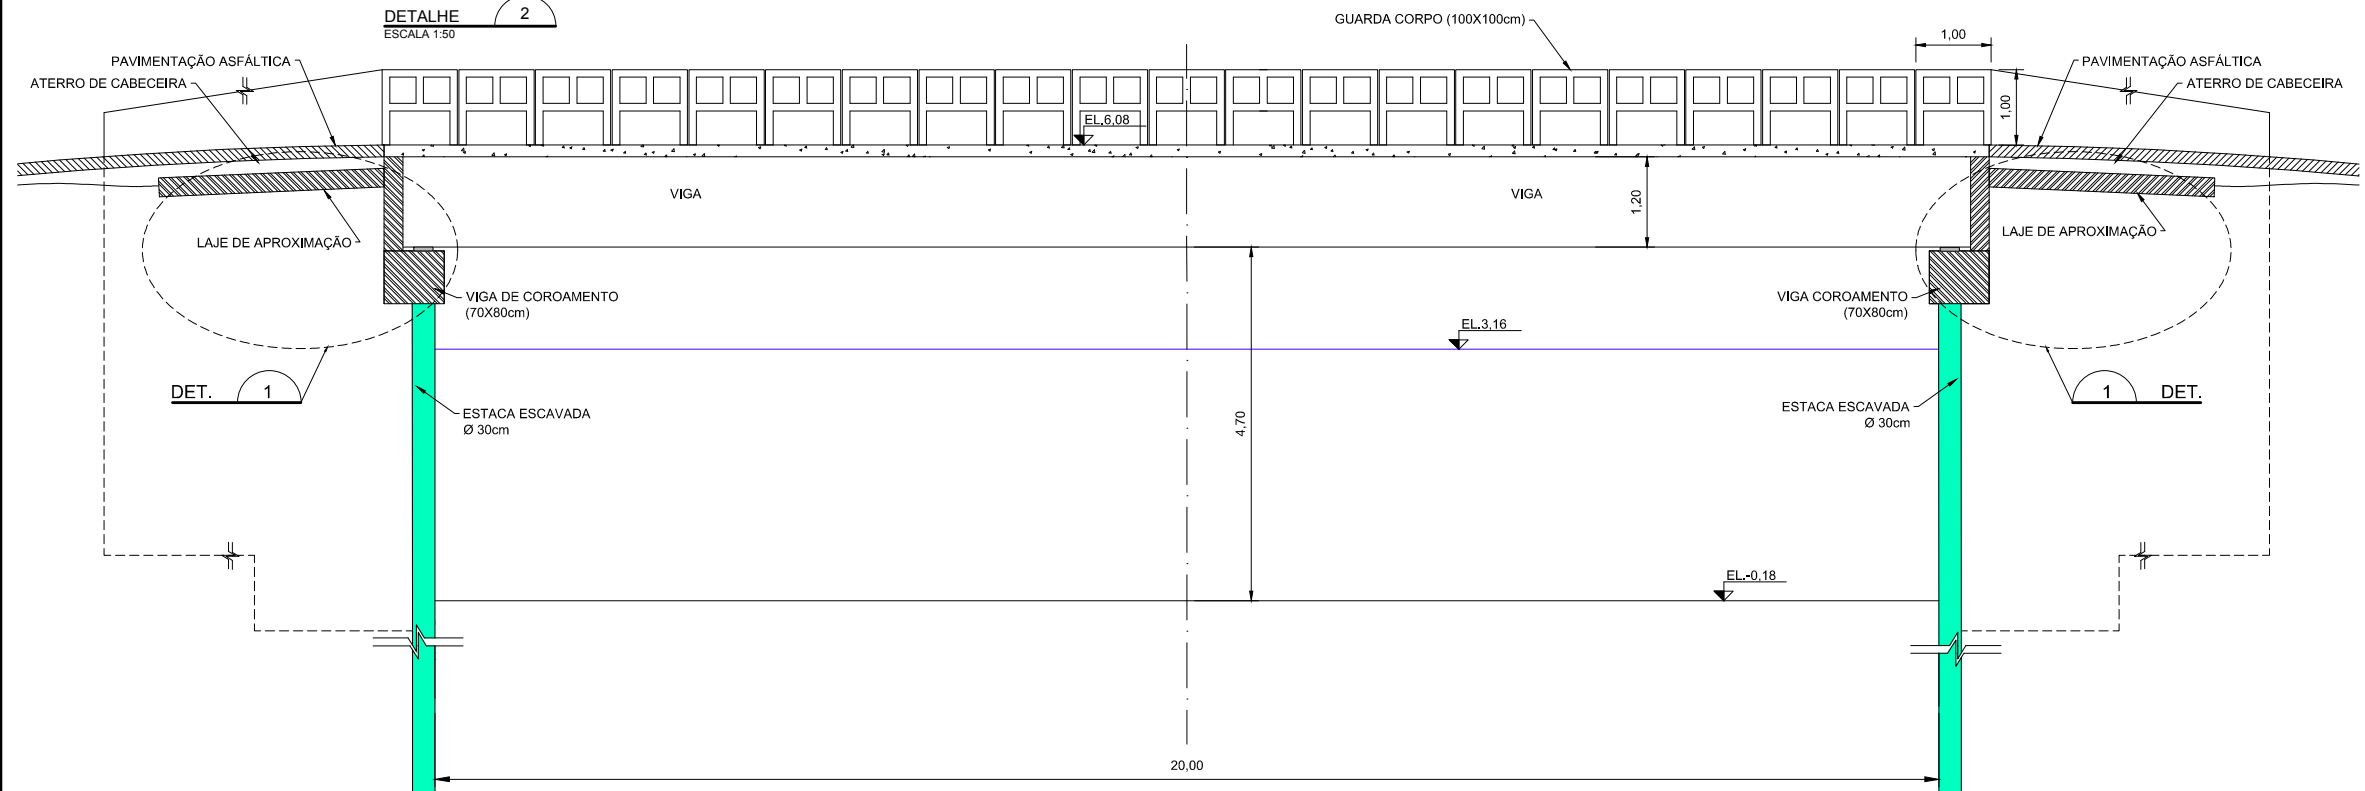 DETALHE 2
ESCALA 1:50
GUARDA CORPO (100X100cm)
1,00
PAVIMENTAÇÃO ASFÁLTICA
ATERRO DE CABECEIRA
PAVIMENTAÇÃO ASFÁLTICA
ATERRO DE CABECEIRA
1,00
EL.6,08
VIGA
VIGA
1,20
LAJE DE APROXIMAÇÃO
LAJE DE APROXIMAÇÃO
VIGA DE COROAMENTO
(70X80cm)
VIGA COROAMENTO
(70X80cm)
EL.3,16
DET. 1
1 DET.
ESTACA ESCAVADA
Ø 30cm
4,70
ESTACA ESCAVADA
Ø 30cm
EL.-0,18
20,00